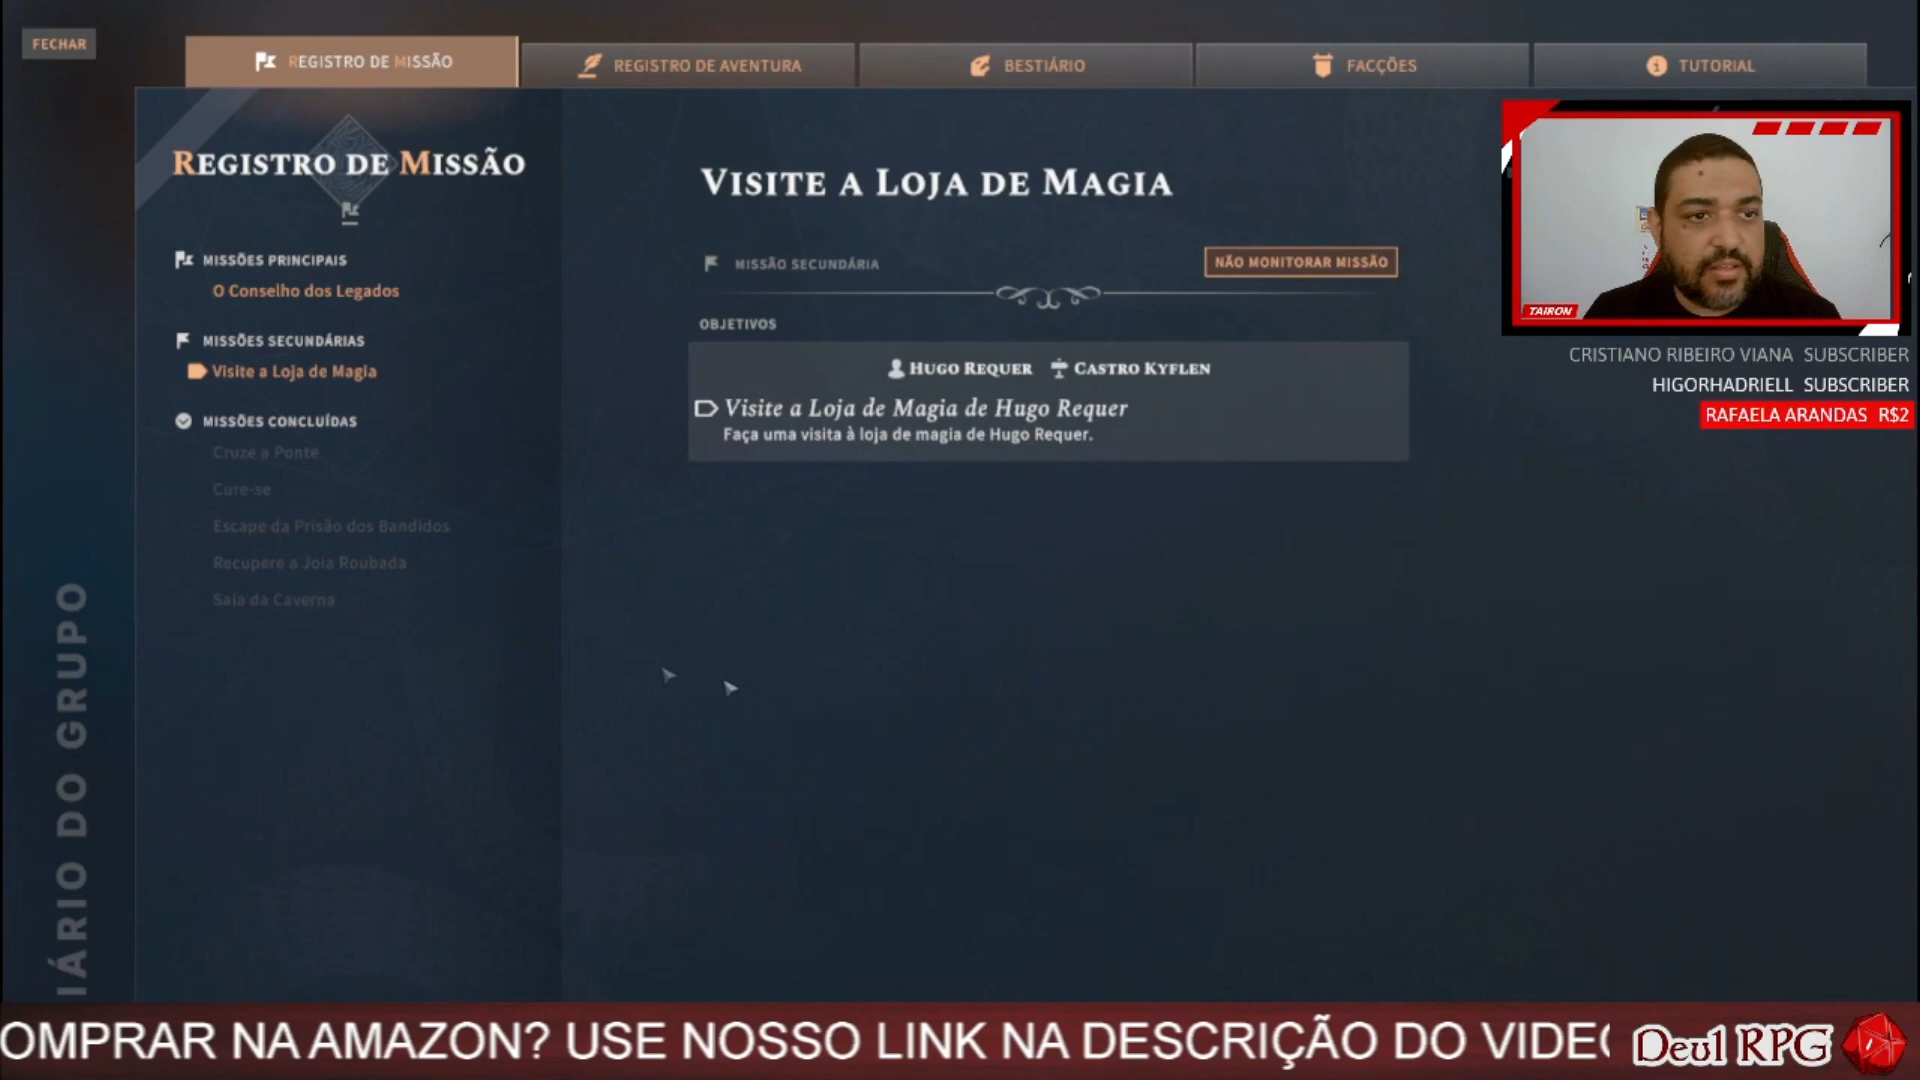 FECHAR
REGISTRO DE MISSÃO
REGISTRO DE AVENTURA
BESTIÁRIO
FACÇÕES
TUTORIAL
REGISTRO DE MISSÃO
MISSÕES PRINCIPAIS
O Conselho dos Legados
MISSÕES SECUNDÁRIAS
Visite a Loja de Magia
MISSÕES CONCLUÍDAS
Cruze a Ponte
Cure-se
Escape da Prisão dos Bandidos
Recupere a Joia Roubada
Saia da Caverna
VISITE A LOJA DE MAGIA
MISSÃO SECUNDÁRIA
NÃO MONITORAR MISSÃO
OBJETIVOS
HUGO REQUER CASTRO KYFLEN
Visite a Loja de Magia de Hugo Requer
Faça uma visita à loja de magia de Hugo Requer.
TAIRON
CRISTIANO RIBEIRO VIANA SUBSCRIBER
HIGORHADRIELL SUBSCRIBER
RAFAELA ARANDAS R$2
IÁRIO DO GRUPO
OMPRAR NA AMAZON? USE NOSSO LINK NA DESCRIÇÃO DO VIDEO
Deu1 RPG